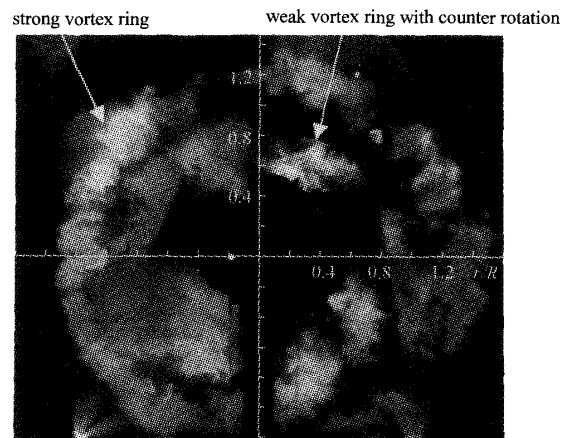 strong vortex ring
weak vortex ring with counter rotation
1.2
0.8
0.4
0.4 0.8 1.2 r/R